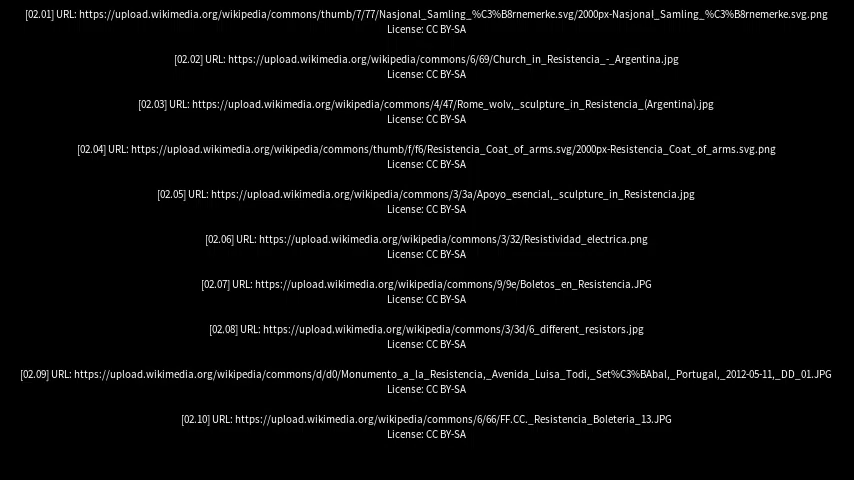 [02.01] URL: https://upload.wikimedia.org/wikipedia/commons/thumb/7/77/Nasjonal_Samling_%C3%B8rnemerke.svg/2000px-Nasjonal_Samling_%C3%B8rnemerke.svg.png
License: CC BY-SA
[02.02] URL: https://upload.wikimedia.org/wikipedia/commons/6/69/Church_in_Resistencia_-_Argentina.jpg
License: CC BY-SA
[02.03] URL: https://upload.wikimedia.org/wikipedia/commons/4/47/Rome_wolv,_sculpture_in_Resistencia_(Argentina).jpg
License: CC BY-SA
[02.04] URL: https://upload.wikimedia.org/wikipedia/commons/thumb/f/f6/Resistencia_Coat_of_arms.svg/2000px-Resistencia_Coat_of_arms.svg.png
License: CC BY-SA
[02.05] URL: https://upload.wikimedia.org/wikipedia/commons/3/3a/Apoyo_esencial,_sculpture_in_Resistencia.jpg
License: CC BY-SA
[02.06] URL: https://upload.wikimedia.org/wikipedia/commons/3/32/Resistividad_electrica.png
License: CC BY-SA
[02.07] URL: https://upload.wikimedia.org/wikipedia/commons/9/9e/Boletos_en_Resistencia.JPG
License: CC BY-SA
[02.08] URL: https://upload.wikimedia.org/wikipedia/commons/3/3d/6_different_resistors.jpg
License: CC BY-SA
[02.09] URL: https://upload.wikimedia.org/wikipedia/commons/d/d0/Monumento_a_la_Resistencia,_Avenida_Luisa_Todi,_Set%C3%BAbal,_Portugal,_2012-05-11,_DD_01.JPG
License: CC BY-SA
[02.10] URL: https://upload.wikimedia.org/wikipedia/commons/6/66/FF.CC._Resistencia_Boleteria_13.JPG
License: CC BY-SA